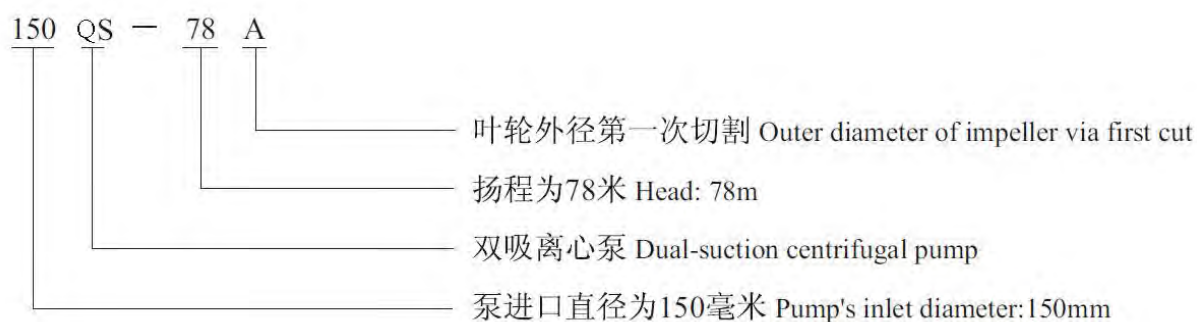 150 QS － 78 A
叶轮外径第一次切割 Outer diameter of impeller via first cut
扬程为78米 Head: 78m
双吸离心泵 Dual-suction centrifugal pump
泵进口直径为150毫米 Pump's inlet diameter:150mm